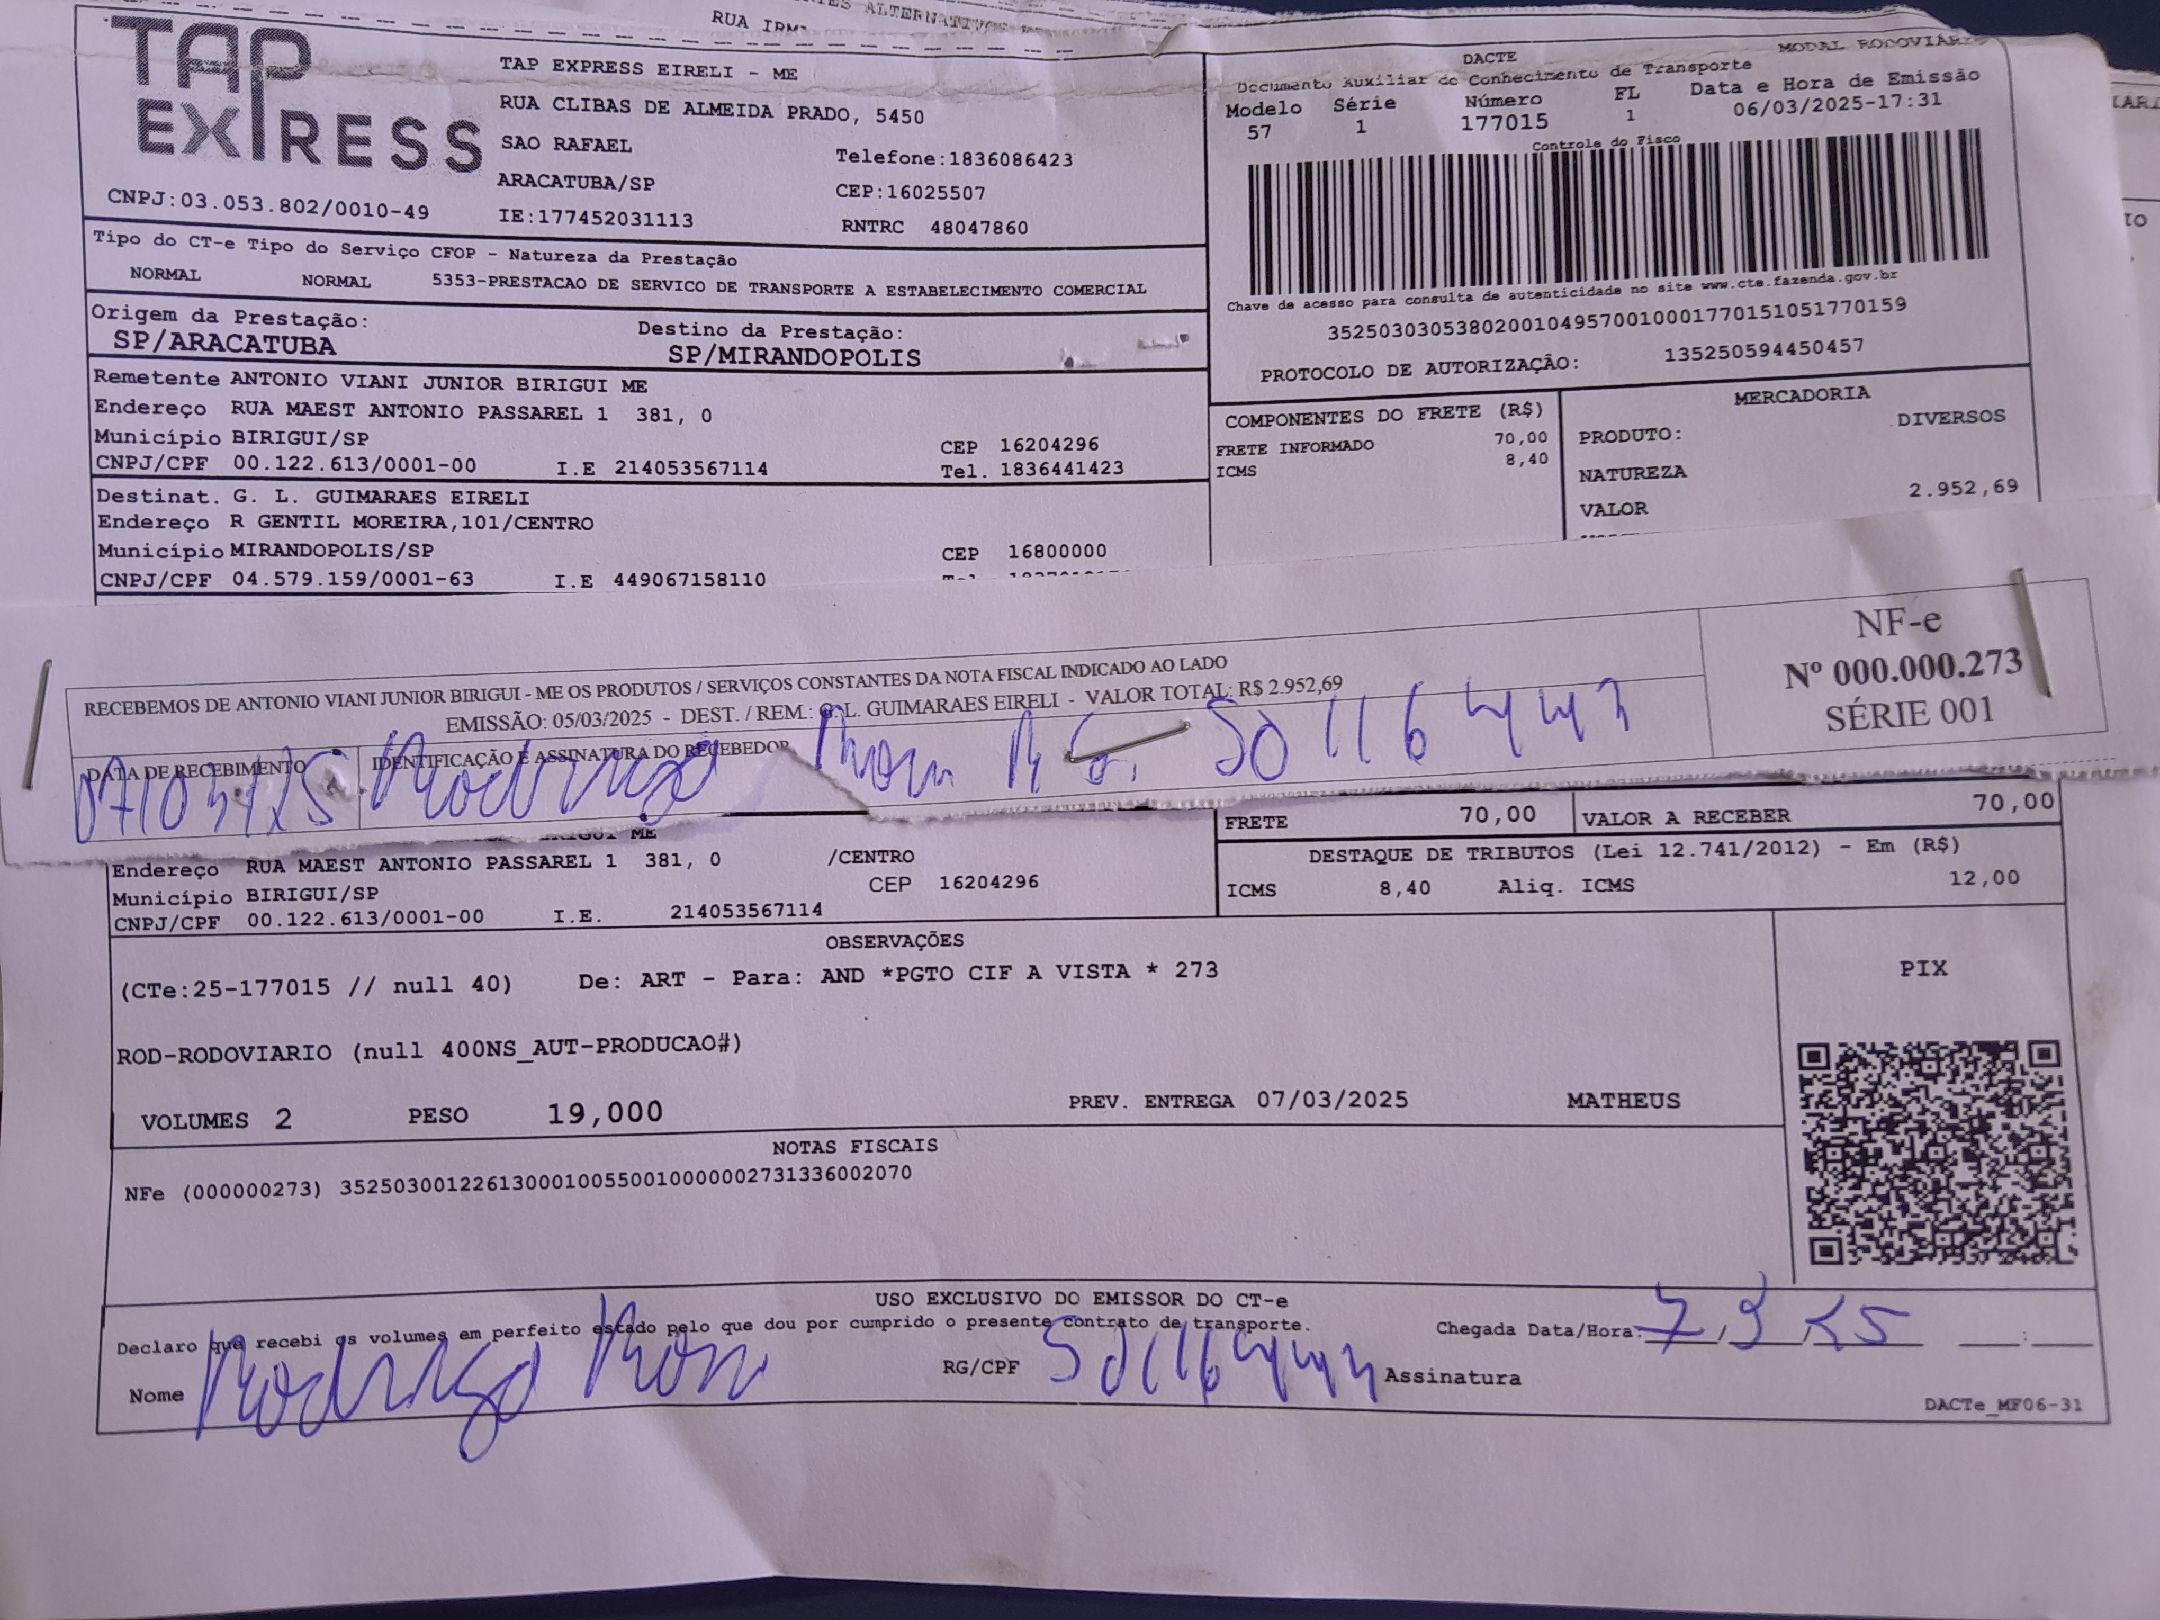 RUA IRM
ES ALTERNATIVOS
TAP
EXPRESS
CNPJ:03.053.802/0010-49
TAP EXPRESS EIRELI - ME
RUA CLIBAS DE ALMEIDA PRADO, 5450
SAO RAFAEL
Telefone:1836086423
ARACATUBA/SP
CEP:16025507
IE:177452031113
RNTRC 48047860
DACTE
MODAL RODOVIÁRI
Documento Auxiliar de Conhecimento de Transporte
Modelo Série Número FL Data e Hora de Emissão
57 1 177015 1 06/03/2025-17:31
Controle do Fisco
Chave de acesso para consulta de autenticidade no site www.cte.fazenda.gov.br
35250303053802001049570010001770151051770159
PROTOCOLO DE AUTORIZAÇÃO: 135250594450457
Tipo do CT-e Tipo do Serviço CFOP - Natureza da Prestação
NORMAL NORMAL 5353-PRESTACAO DE SERVICO DE TRANSPORTE A ESTABELECIMENTO COMERCIAL
Origem da Prestação: Destino da Prestação:
SP/ARACATUBA SP/MIRANDOPOLIS
Remetente ANTONIO VIANI JUNIOR BIRIGUI ME
Endereço RUA MAEST ANTONIO PASSAREL 1 381, 0
Município BIRIGUI/SP CEP 16204296
CNPJ/CPF 00.122.613/0001-00 I.E 214053567114 Tel. 1836441423
Destinat. G. L. GUIMARAES EIRELI
Endereço R GENTIL MOREIRA,101/CENTRO
Município MIRANDOPOLIS/SP CEP 16800000
CNPJ/CPF 04.579.159/0001-63 I.E 449067158110
COMPONENTES DO FRETE (R$)
FRETE INFORMADO 70,00
ICMS 8,40
MERCADORIA
PRODUTO: DIVERSOS
NATUREZA
VALOR 2.952,69
RECEBEMOS DE ANTONIO VIANI JUNIOR BIRIGUI - ME OS PRODUTOS / SERVIÇOS CONSTANTES DA NOTA FISCAL INDICADO AO LADO
EMISSÃO: 05/03/2025 - DEST. / REM.: G. L. GUIMARAES EIRELI - VALOR TOTAL: R$ 2.952,69
DATA DE RECEBIMENTO IDENTIFICAÇÃO E ASSINATURA DO RECEBEDOR
07/03/25 Rodrigo
NF-e
Nº 000.000.273
SÉRIE 001
FRETE 70,00 VALOR A RECEBER 70,00
DESTAQUE DE TRIBUTOS (Lei 12.741/2012) - Em (R$)
ICMS 8,40 Aliq. ICMS 12,00
IRIGUI ME
Endereço RUA MAEST ANTONIO PASSAREL 1 381, 0 /CENTRO
Município BIRIGUI/SP CEP 16204296
CNPJ/CPF 00.122.613/0001-00 I.E. 214053567114
OBSERVAÇÕES
(CTe:25-177015 // null 40) De: ART - Para: AND *PGTO CIF A VISTA * 273
ROD-RODOVIARIO (null 400NS_AUT-PRODUCAO#)
VOLUMES 2 PESO 19,000 PREV. ENTREGA 07/03/2025 MATHEUS
PIX
NOTAS FISCAIS
NFe (000000273) 35250300122613000100550010000002731336002070
USO EXCLUSIVO DO EMISSOR DO CT-e
Declaro que recebi os volumes em perfeito estado pelo que dou por cumprido o presente contrato de transporte.
Chegada Data/Hora: 7/3/25 __:__
Nome Rodrigo RG/CPF Assinatura
DACTe_MF06-31